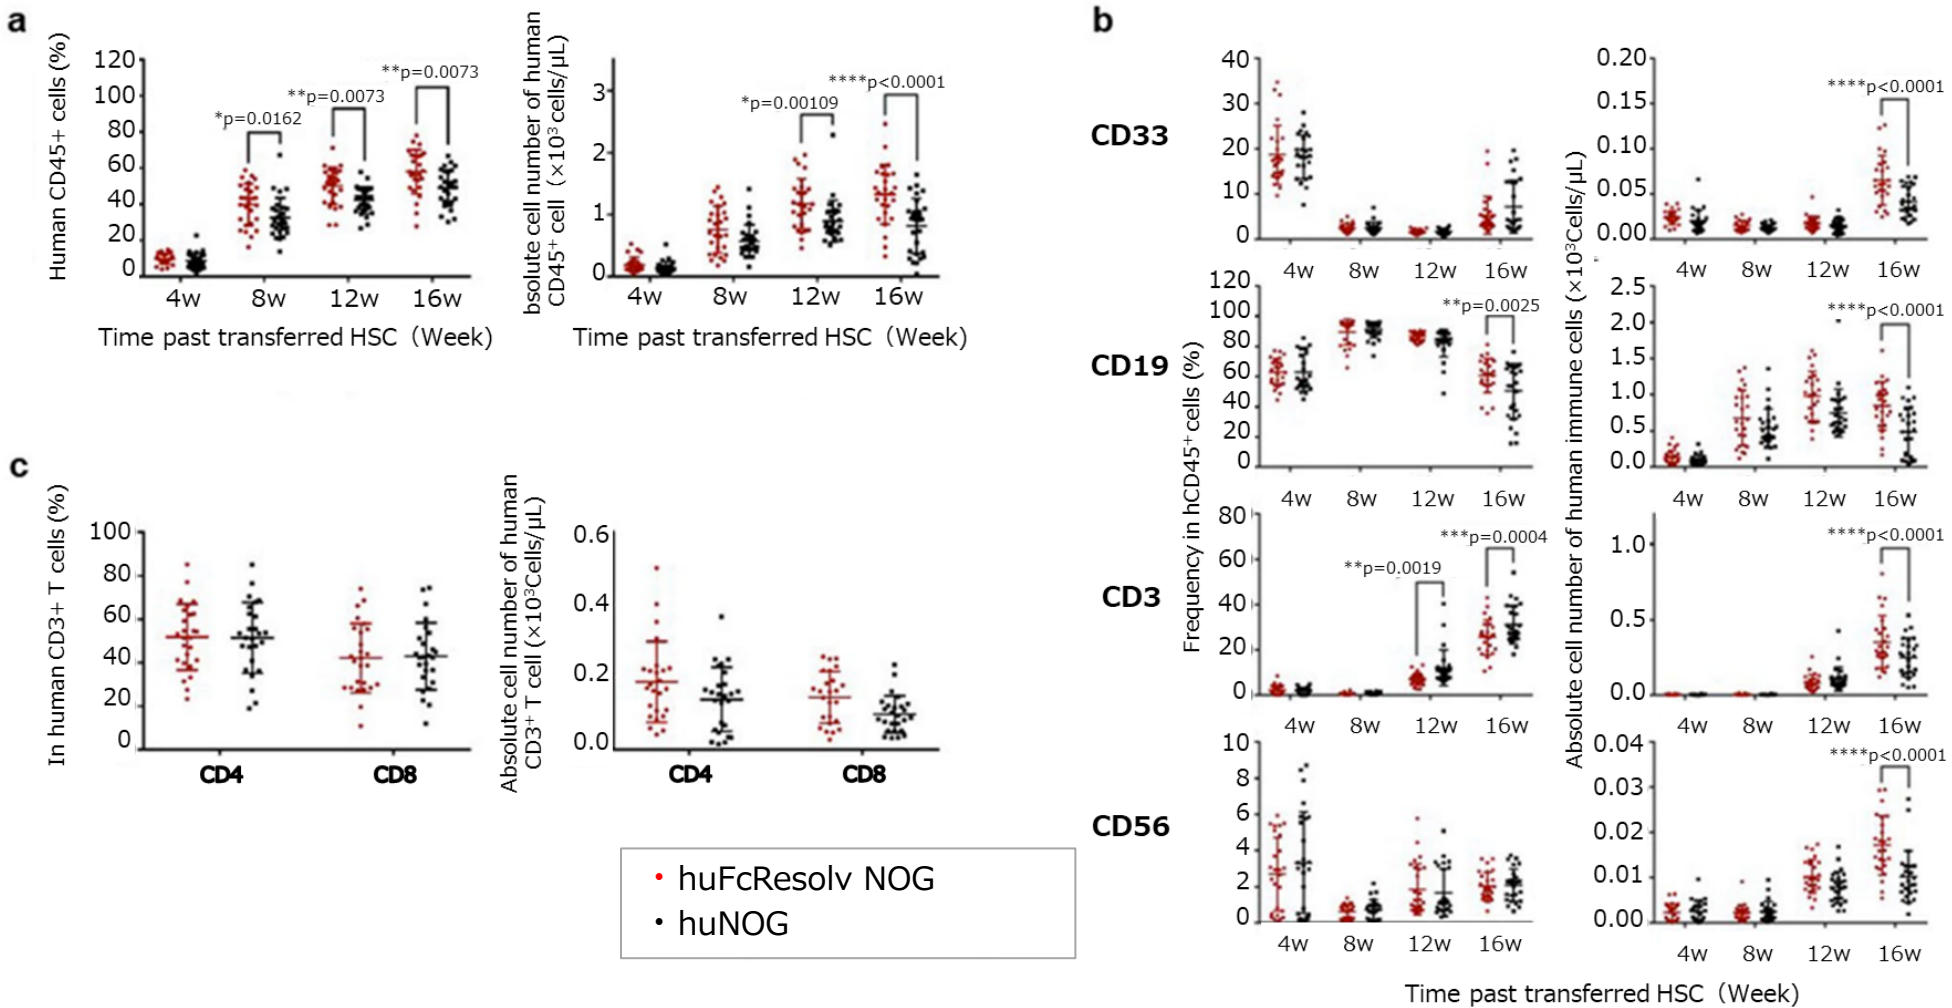 a
Human CD45+ cells (%)
120
100
80
60
40
20
0
*p=0.0162
**p=0.0073
**p=0.0073
4w 8w 12w 16w
Time past transferred HSC（Week）
bsolute cell number of human
CD45⁺ cell（×10³ cells/μL)
3
2
1
0
*p=0.00109
****p<0.0001
4w 8w 12w 16w
Time past transferred HSC（Week）
b
CD33
CD19
CD3
CD56
Frequency in hCD45⁺ cells (%)
40
30
20
10
0
4w 8w 12w 16w
120
100
80
60
40
20
0
**p=0.0025
4w 8w 12w 16w
80
60
40
20
0
**p=0.0019
***p=0.0004
4w 8w 12w 16w
10
8
6
4
2
0
4w 8w 12w 16w
Absolute cell number of human immune cells (×10³Cells/μL)
0.20
0.15
0.10
0.05
0.00
****p<0.0001
4w 8w 12w 16w
2.5
2.0
1.5
1.0
0.5
0.0
****p<0.0001
4w 8w 12w 16w
1.0
0.5
0.0
****p<0.0001
4w 8w 12w 16w
0.04
0.03
0.02
0.01
0.00
****p<0.0001
4w 8w 12w 16w
Time past transferred HSC（Week）
c
In human CD3+ T cells (%)
100
80
60
40
20
0
CD4 CD8
Absolute cell number of human
CD3⁺ T cell (×10³Cells/μL)
0.6
0.4
0.2
0.0
CD4 CD8
huFcResolv NOG
huNOG